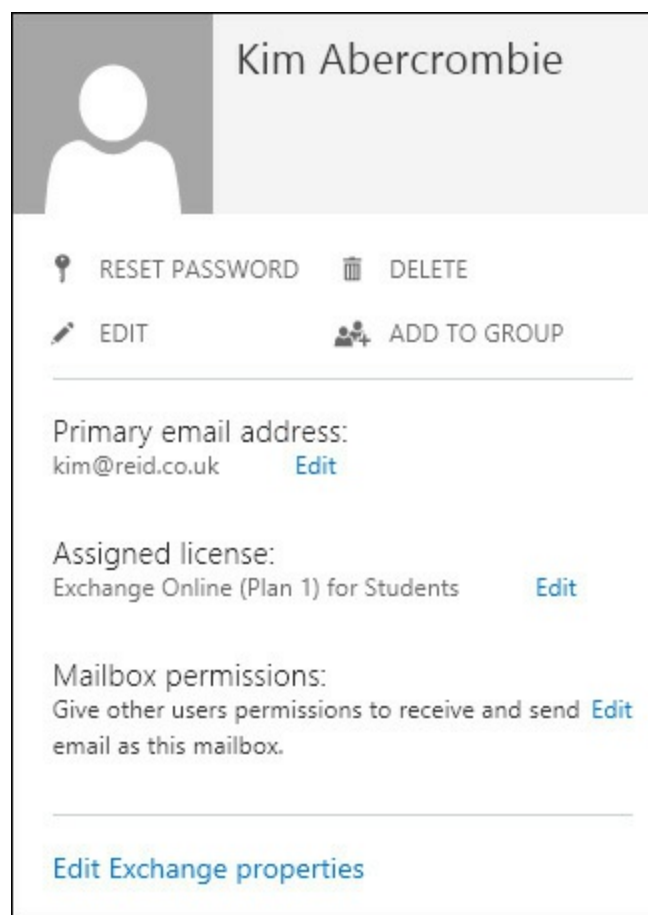 Kim Abercrombie
RESET PASSWORD DELETE
EDIT ADD TO GROUP
Primary email address:
kim@reid.co.uk Edit
Assigned license:
Exchange Online (Plan 1) for Students Edit
Mailbox permissions:
Give other users permissions to receive and send Edit
email as this mailbox.
Edit Exchange properties